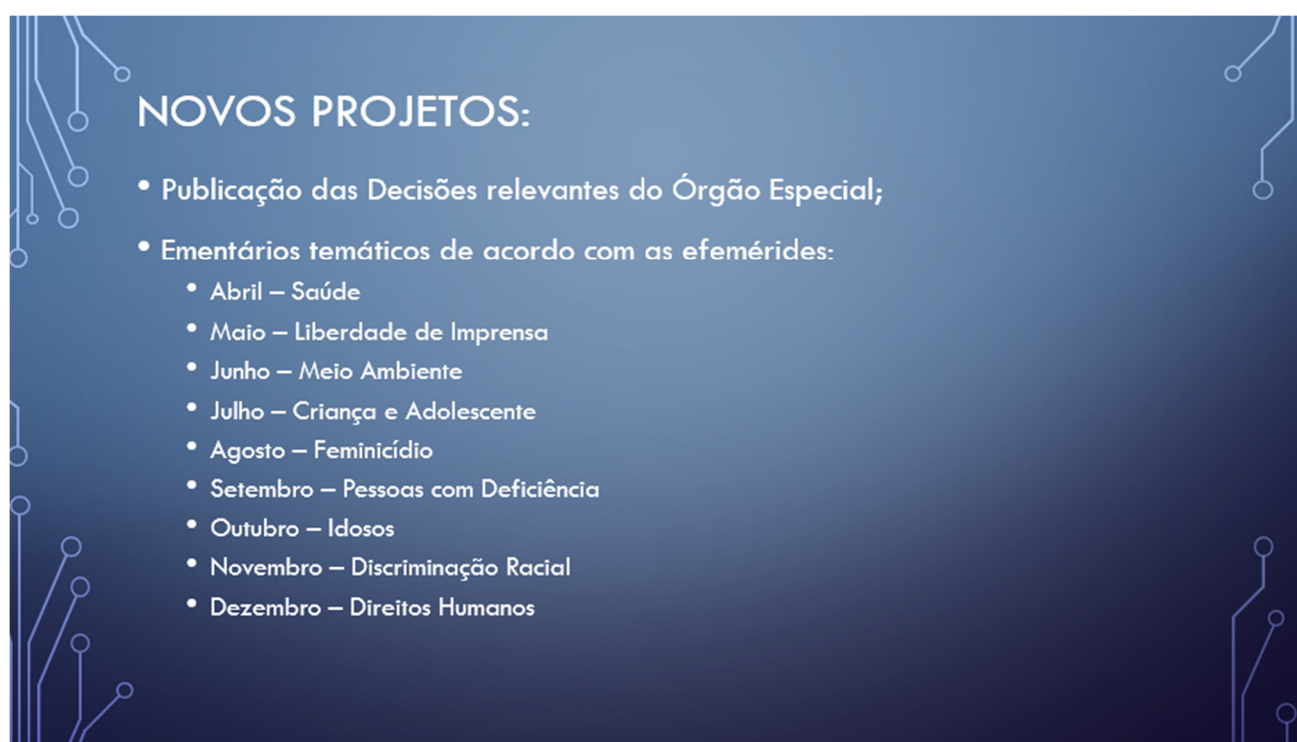 NOVOS PROJETOS:
• Publicação das Decisões relevantes do Órgão Especial;
• Ementários temáticos de acordo com as efemérides:
• Abril – Saúde
• Maio – Liberdade de Imprensa
• Junho – Meio Ambiente
• Julho – Criança e Adolescente
• Agosto – Feminicídio
• Setembro – Pessoas com Deficiência
• Outubro – Idosos
• Novembro – Discriminação Racial
• Dezembro – Direitos Humanos